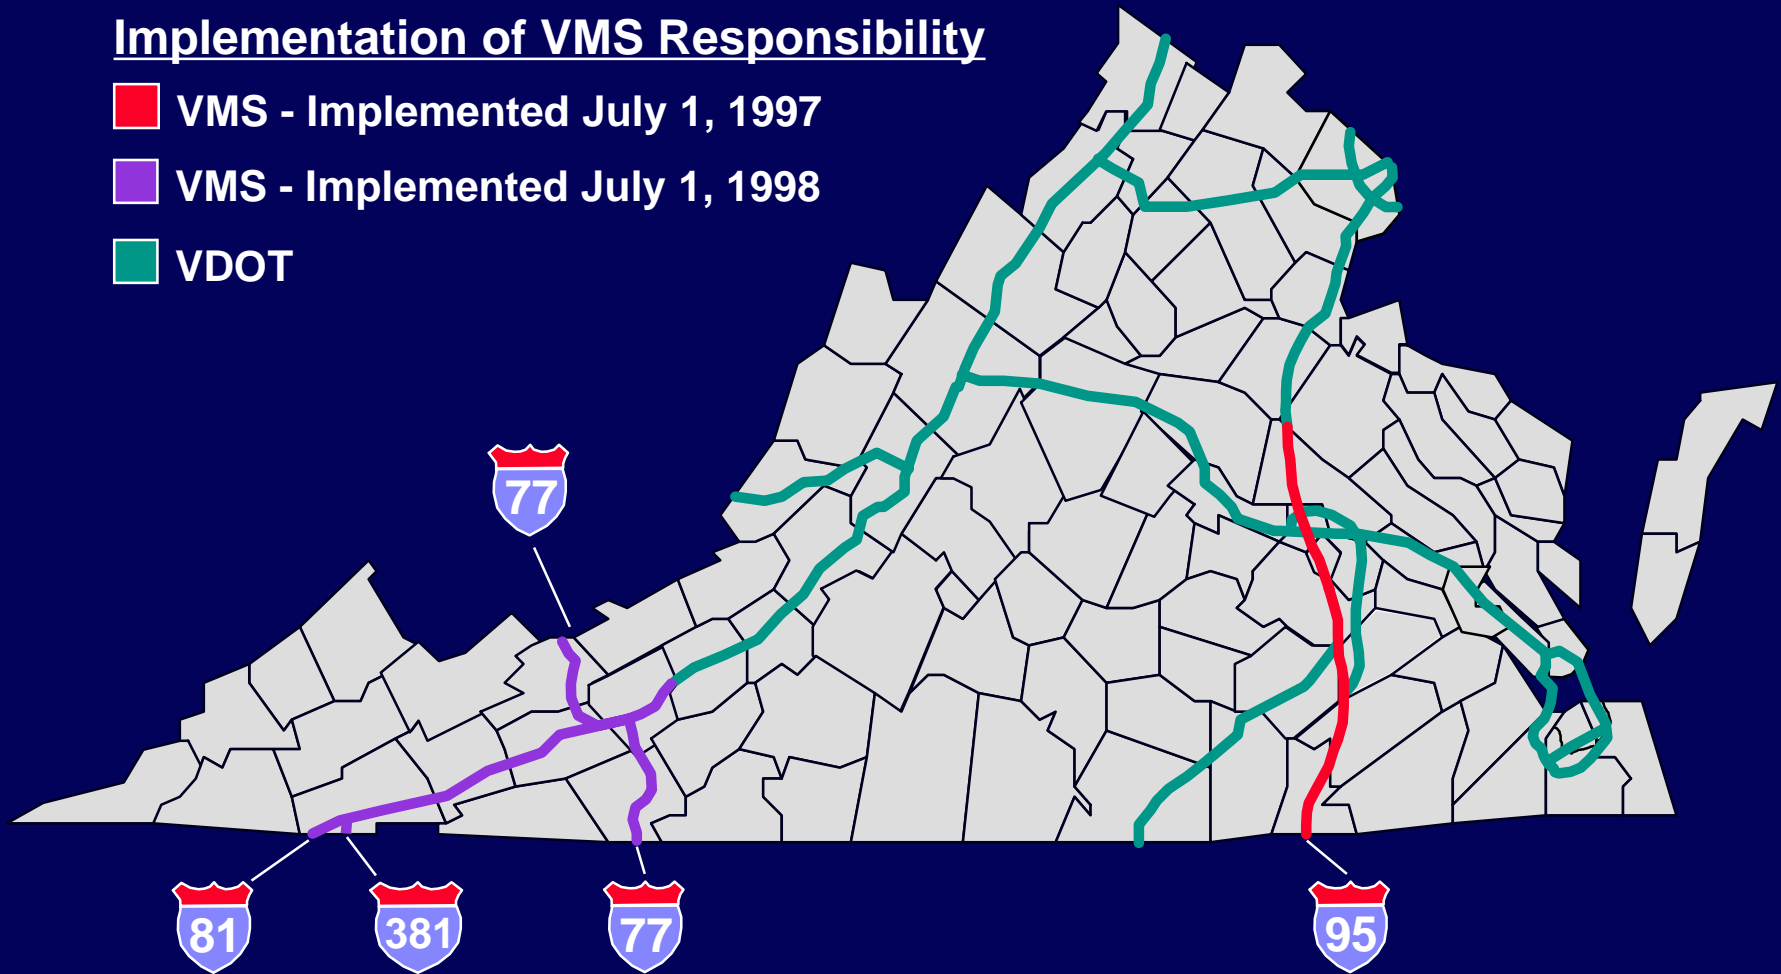 Implementation of VMS Responsibility
VMS - Implemented July 1, 1997
VMS - Implemented July 1, 1998
VDOT
77
81
381
77
95